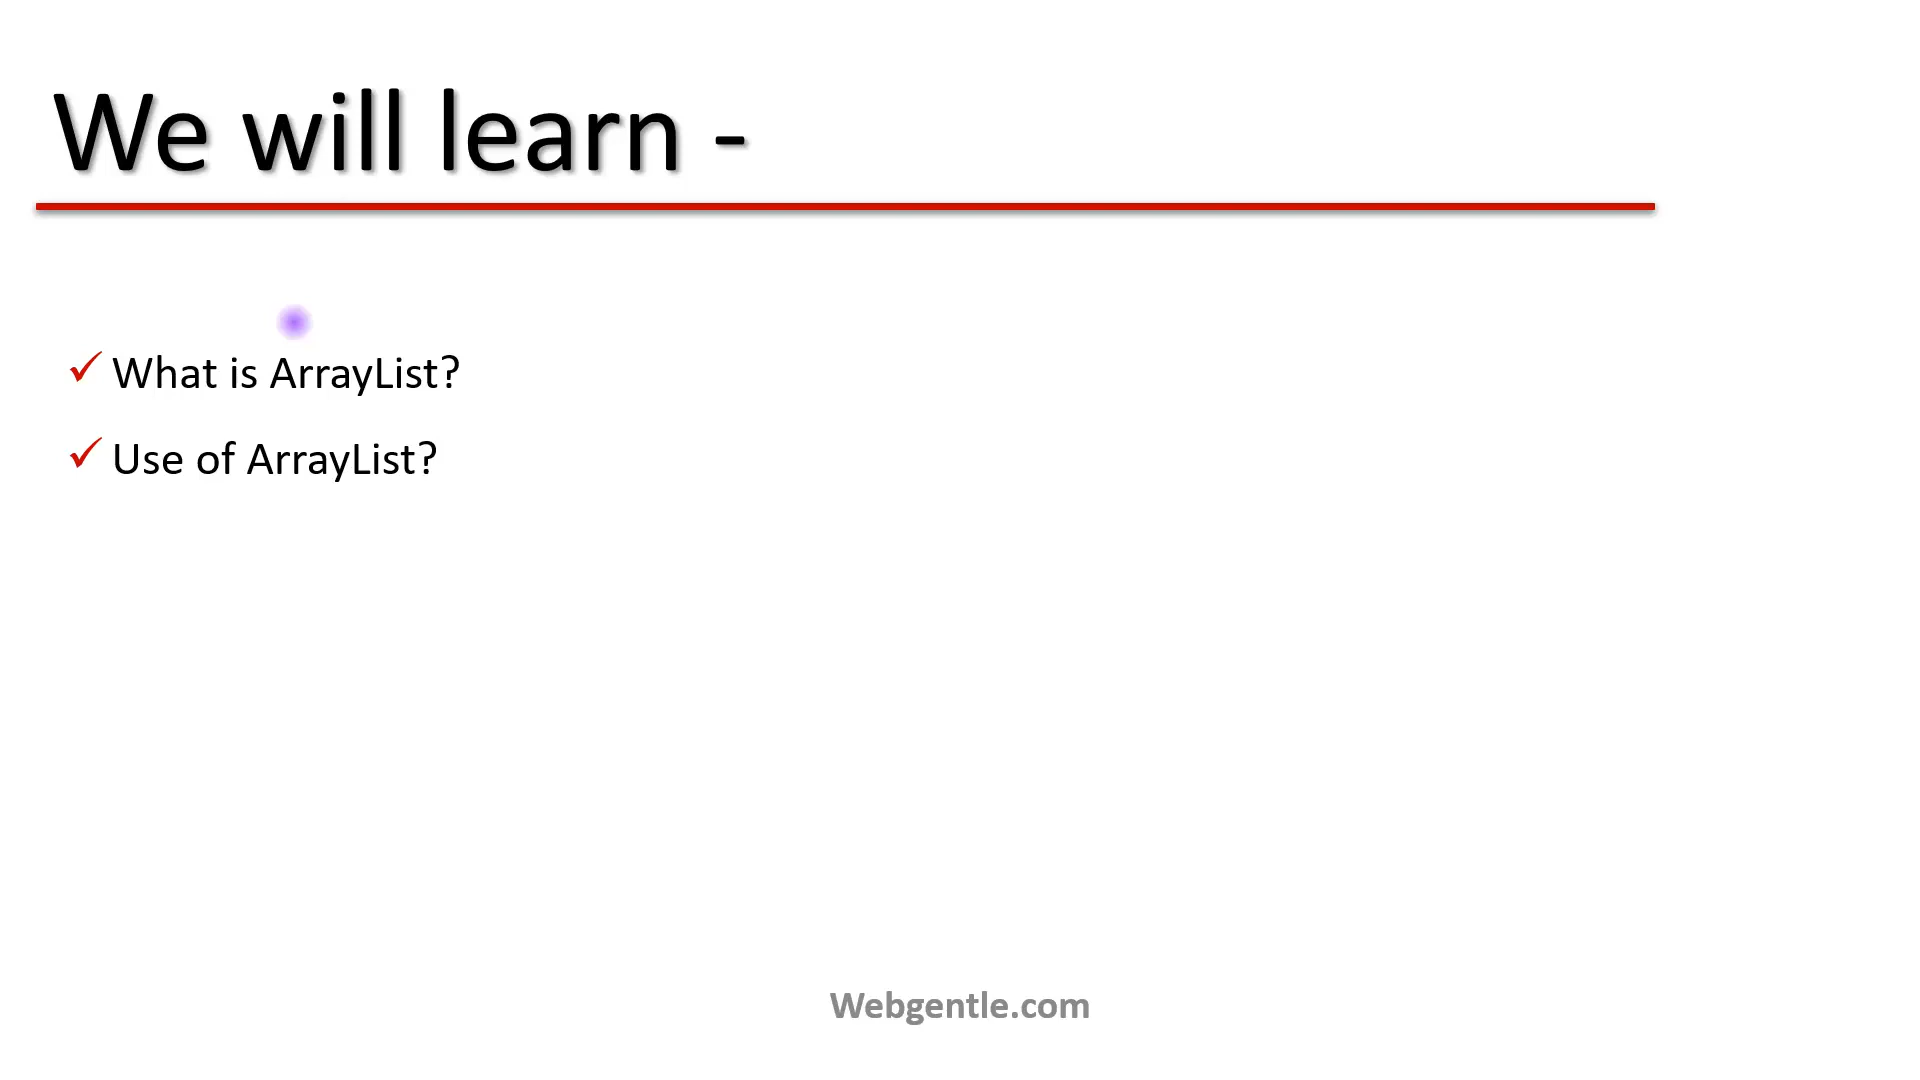 We will learn -
What is ArrayList?
Use of ArrayList?
Webgentle.com